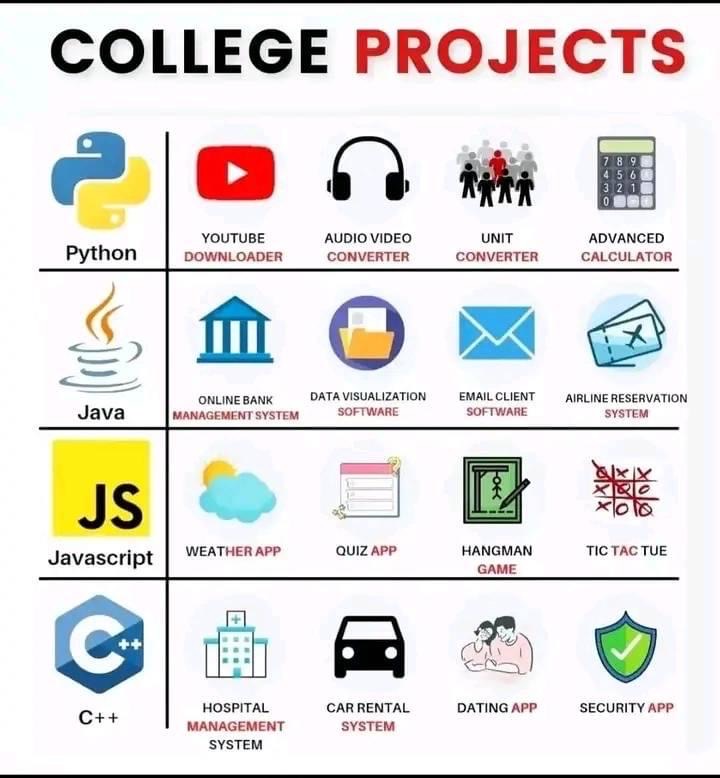 COLLEGE PROJECTS
Python
YOUTUBE
DOWNLOADER
AUDIO VIDEO
CONVERTER
UNIT
CONVERTER
ADVANCED
CALCULATOR
7 8 9
4 5 6
3 2 1
0
Java
ONLINE BANK
MANAGEMENT SYSTEM
DATA VISUALIZATION
SOFTWARE
EMAIL CLIENT
SOFTWARE
AIRLINE RESERVATION
SYSTEM
JS
Javascript
WEATHER APP
QUIZ APP
HANGMAN
GAME
TIC TAC TUE
C++
C++
HOSPITAL
MANAGEMENT
SYSTEM
CAR RENTAL
SYSTEM
DATING APP
SECURITY APP